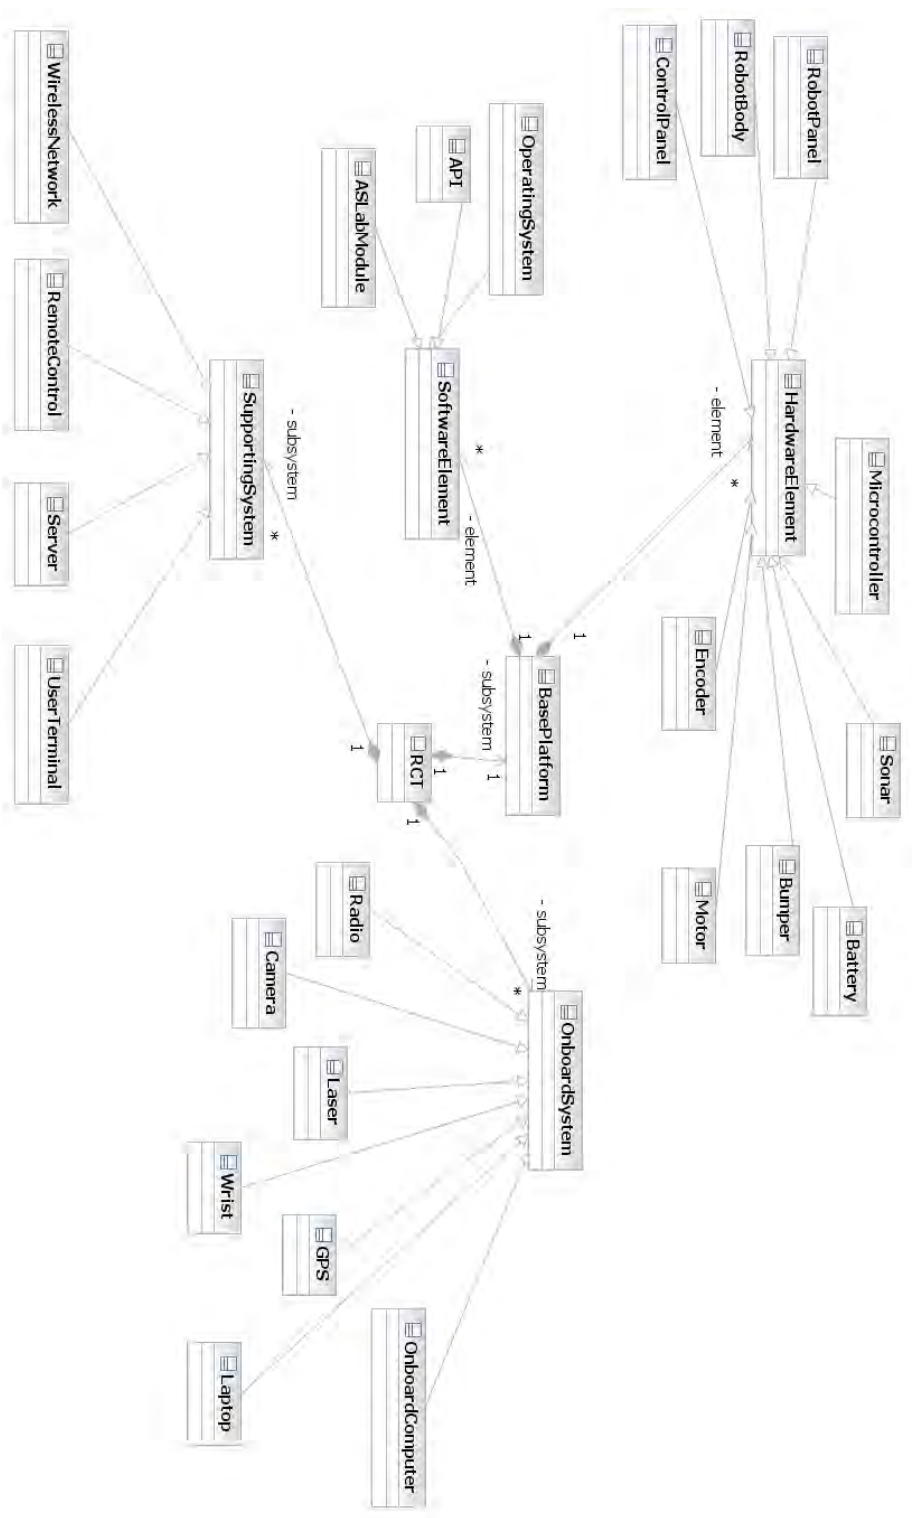 RobotPanel
RobotBody
ControlPanel
OperatingSystem
API
ASLabModule
WirelessNetwork
HardwareElement
Microcontroller
- element
*
SoftwareElement
*
- element
SupportingSystem
- subsystem
*
RemoteControl
Server
UserTerminal
Encoder
Sonar
Bumper
Battery
Motor
1
1
BasePlatform
- subsystem
1
RCT
1
1
1
- subsystem
*
OnboardSystem
Radio
Camera
Laser
Wrist
GPS
Laptop
OnboardComputer